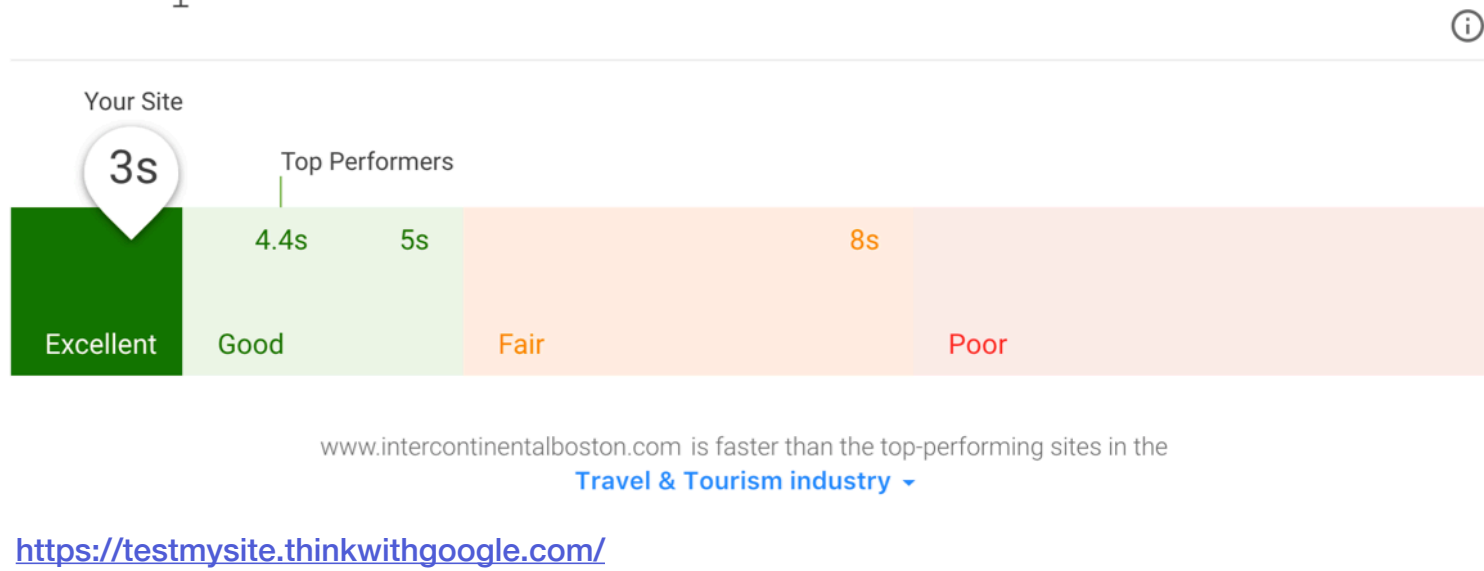 Your Site
3s
Top Performers
4.4s 5s 8s
Excellent Good Fair Poor
www.intercontinentalboston.com is faster than the top-performing sites in the
Travel & Tourism industry
https://testmysite.thinkwithgoogle.com/